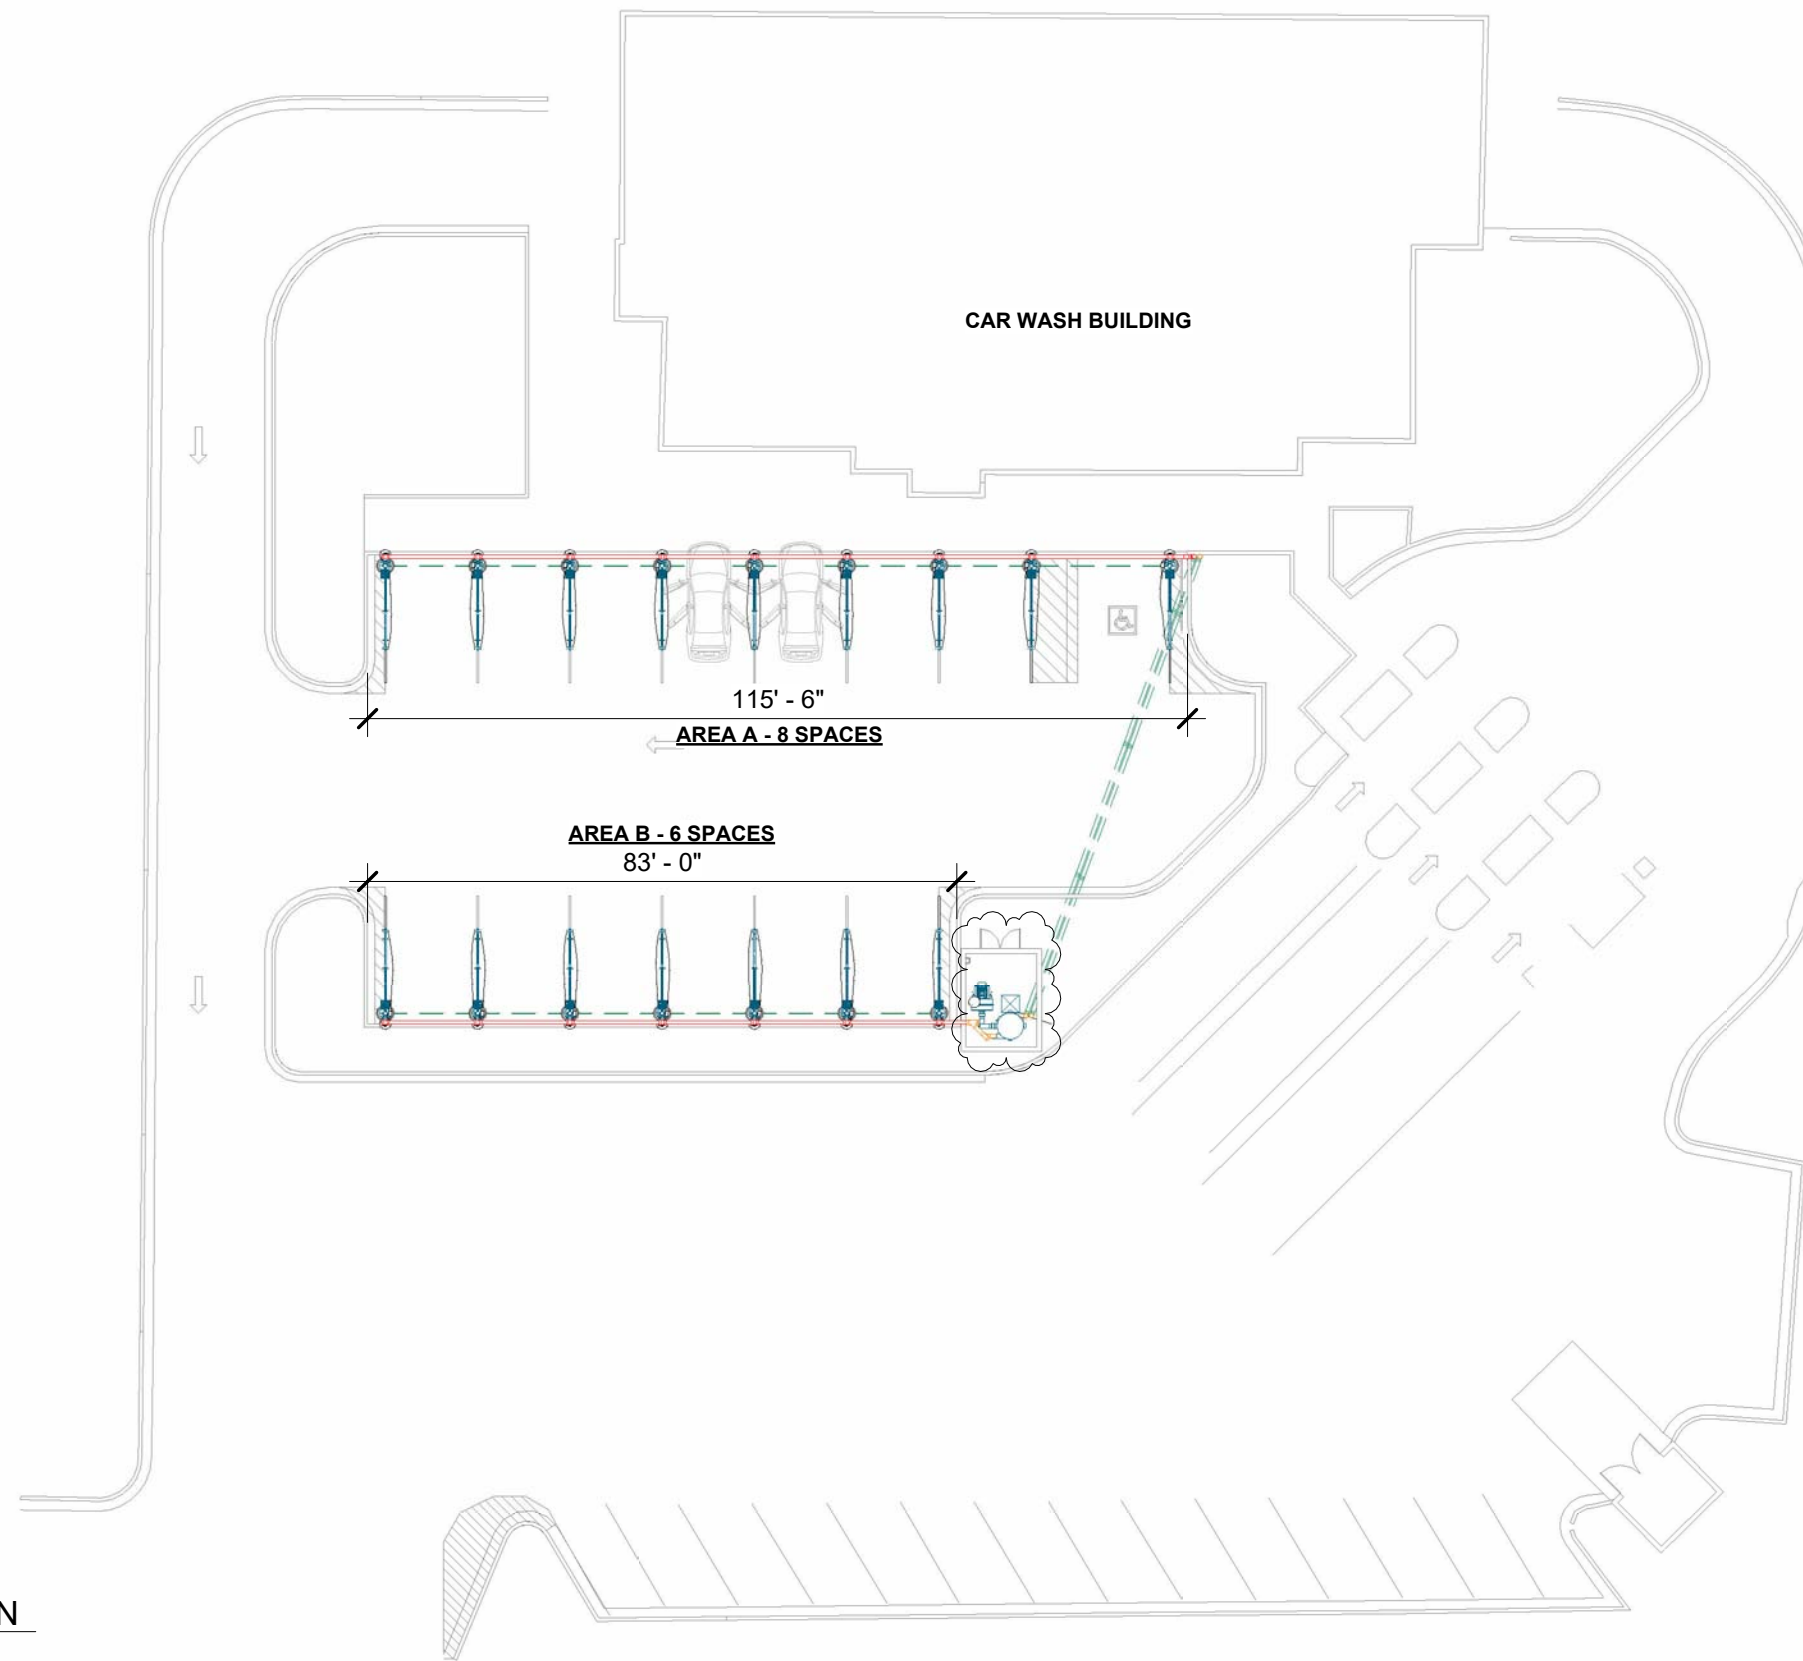 CAR WASH BUILDING
115' - 6"
AREA A - 8 SPACES
AREA B - 6 SPACES
83' - 0"
N